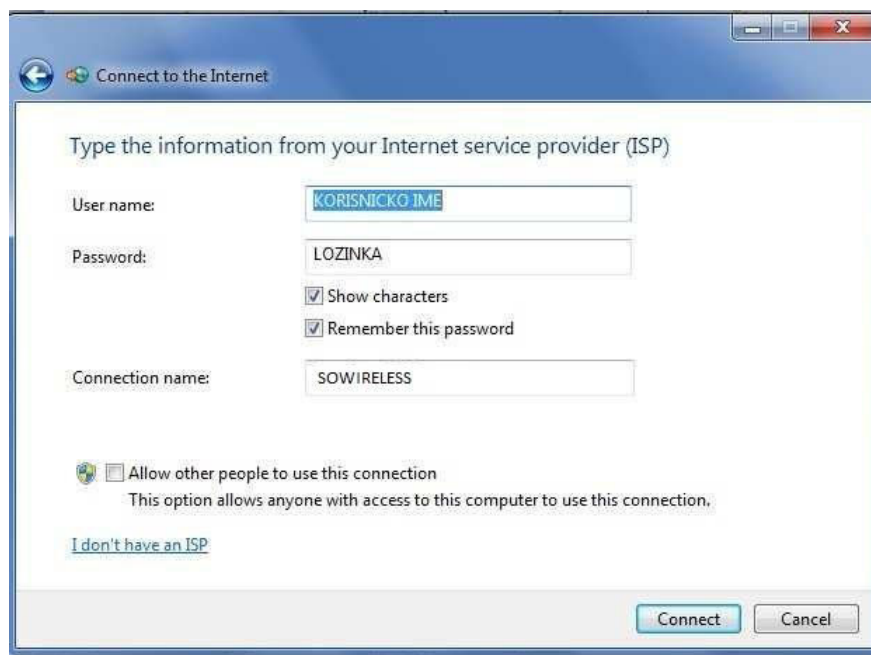 Connect to the Internet
Type the information from your Internet service provider (ISP)
User name:
KORISNICKO IME
Password:
LOZINKA
Show characters
Remember this password
Connection name:
SOWIRELESS
Allow other people to use this connection
This option allows anyone with access to this computer to use this connection.
I don't have an ISP
Connect
Cancel